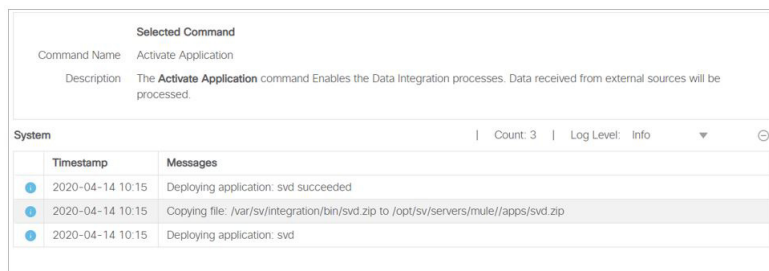 Selected Command
Command Name Activate Application
Description The Activate Application command Enables the Data Integration processes. Data received from external sources will be
processed.
System | Count: 3 | Log Level: Info
Timestamp Messages
2020-04-14 10:15 Deploying application: svd succeeded
2020-04-14 10:15 Copying file: /var/sv/integration/bin/svd.zip to /opt/sv/servers/mule//apps/svd.zip
2020-04-14 10:15 Deploying application: svd